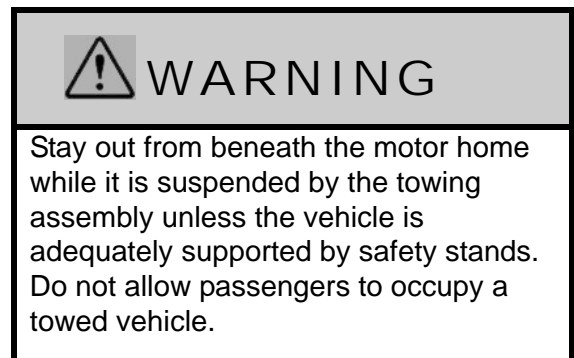 WARNING
Stay out from beneath the motor home
while it is suspended by the towing
assembly unless the vehicle is
adequately supported by safety stands.
Do not allow passengers to occupy a
towed vehicle.